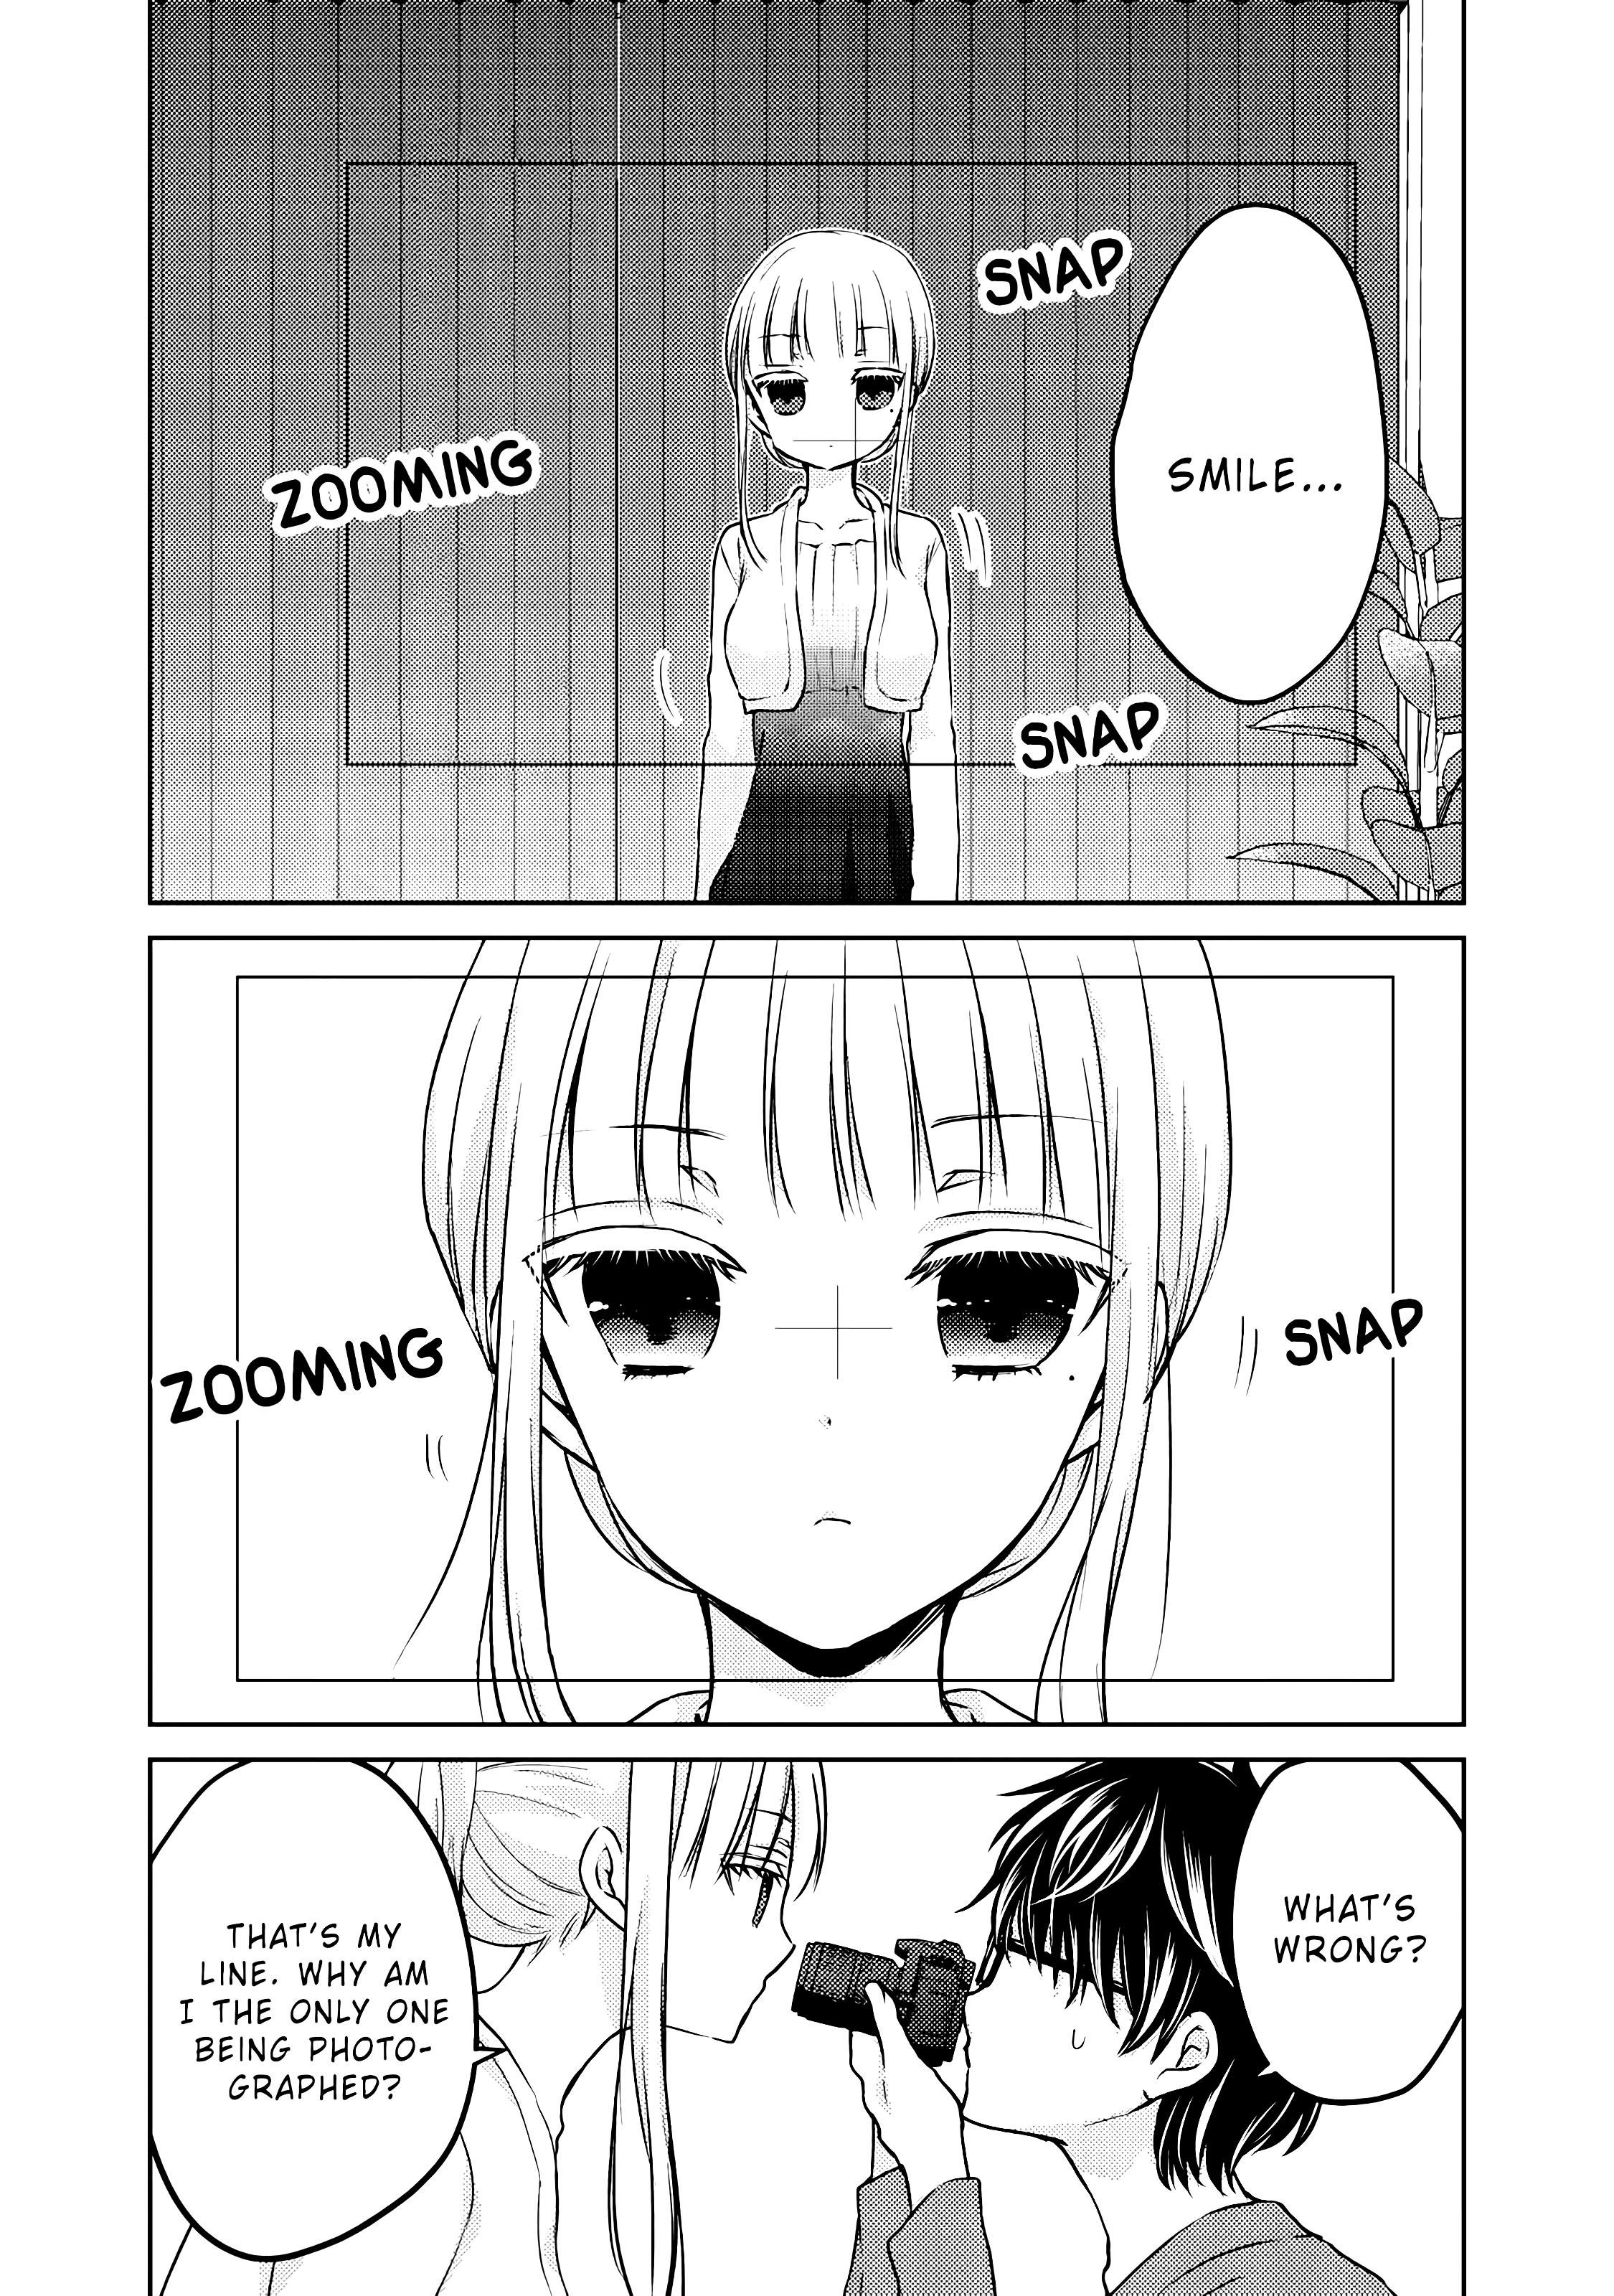 SMILE...
SNAP
ZOOMING
SNAP
SNAP
ZOOMING
WHAT'S
WRONG?
THAT'S MY
LINE. WHY AM
I THE ONLY ONE
BEING PHOTO-
GRAPHED?